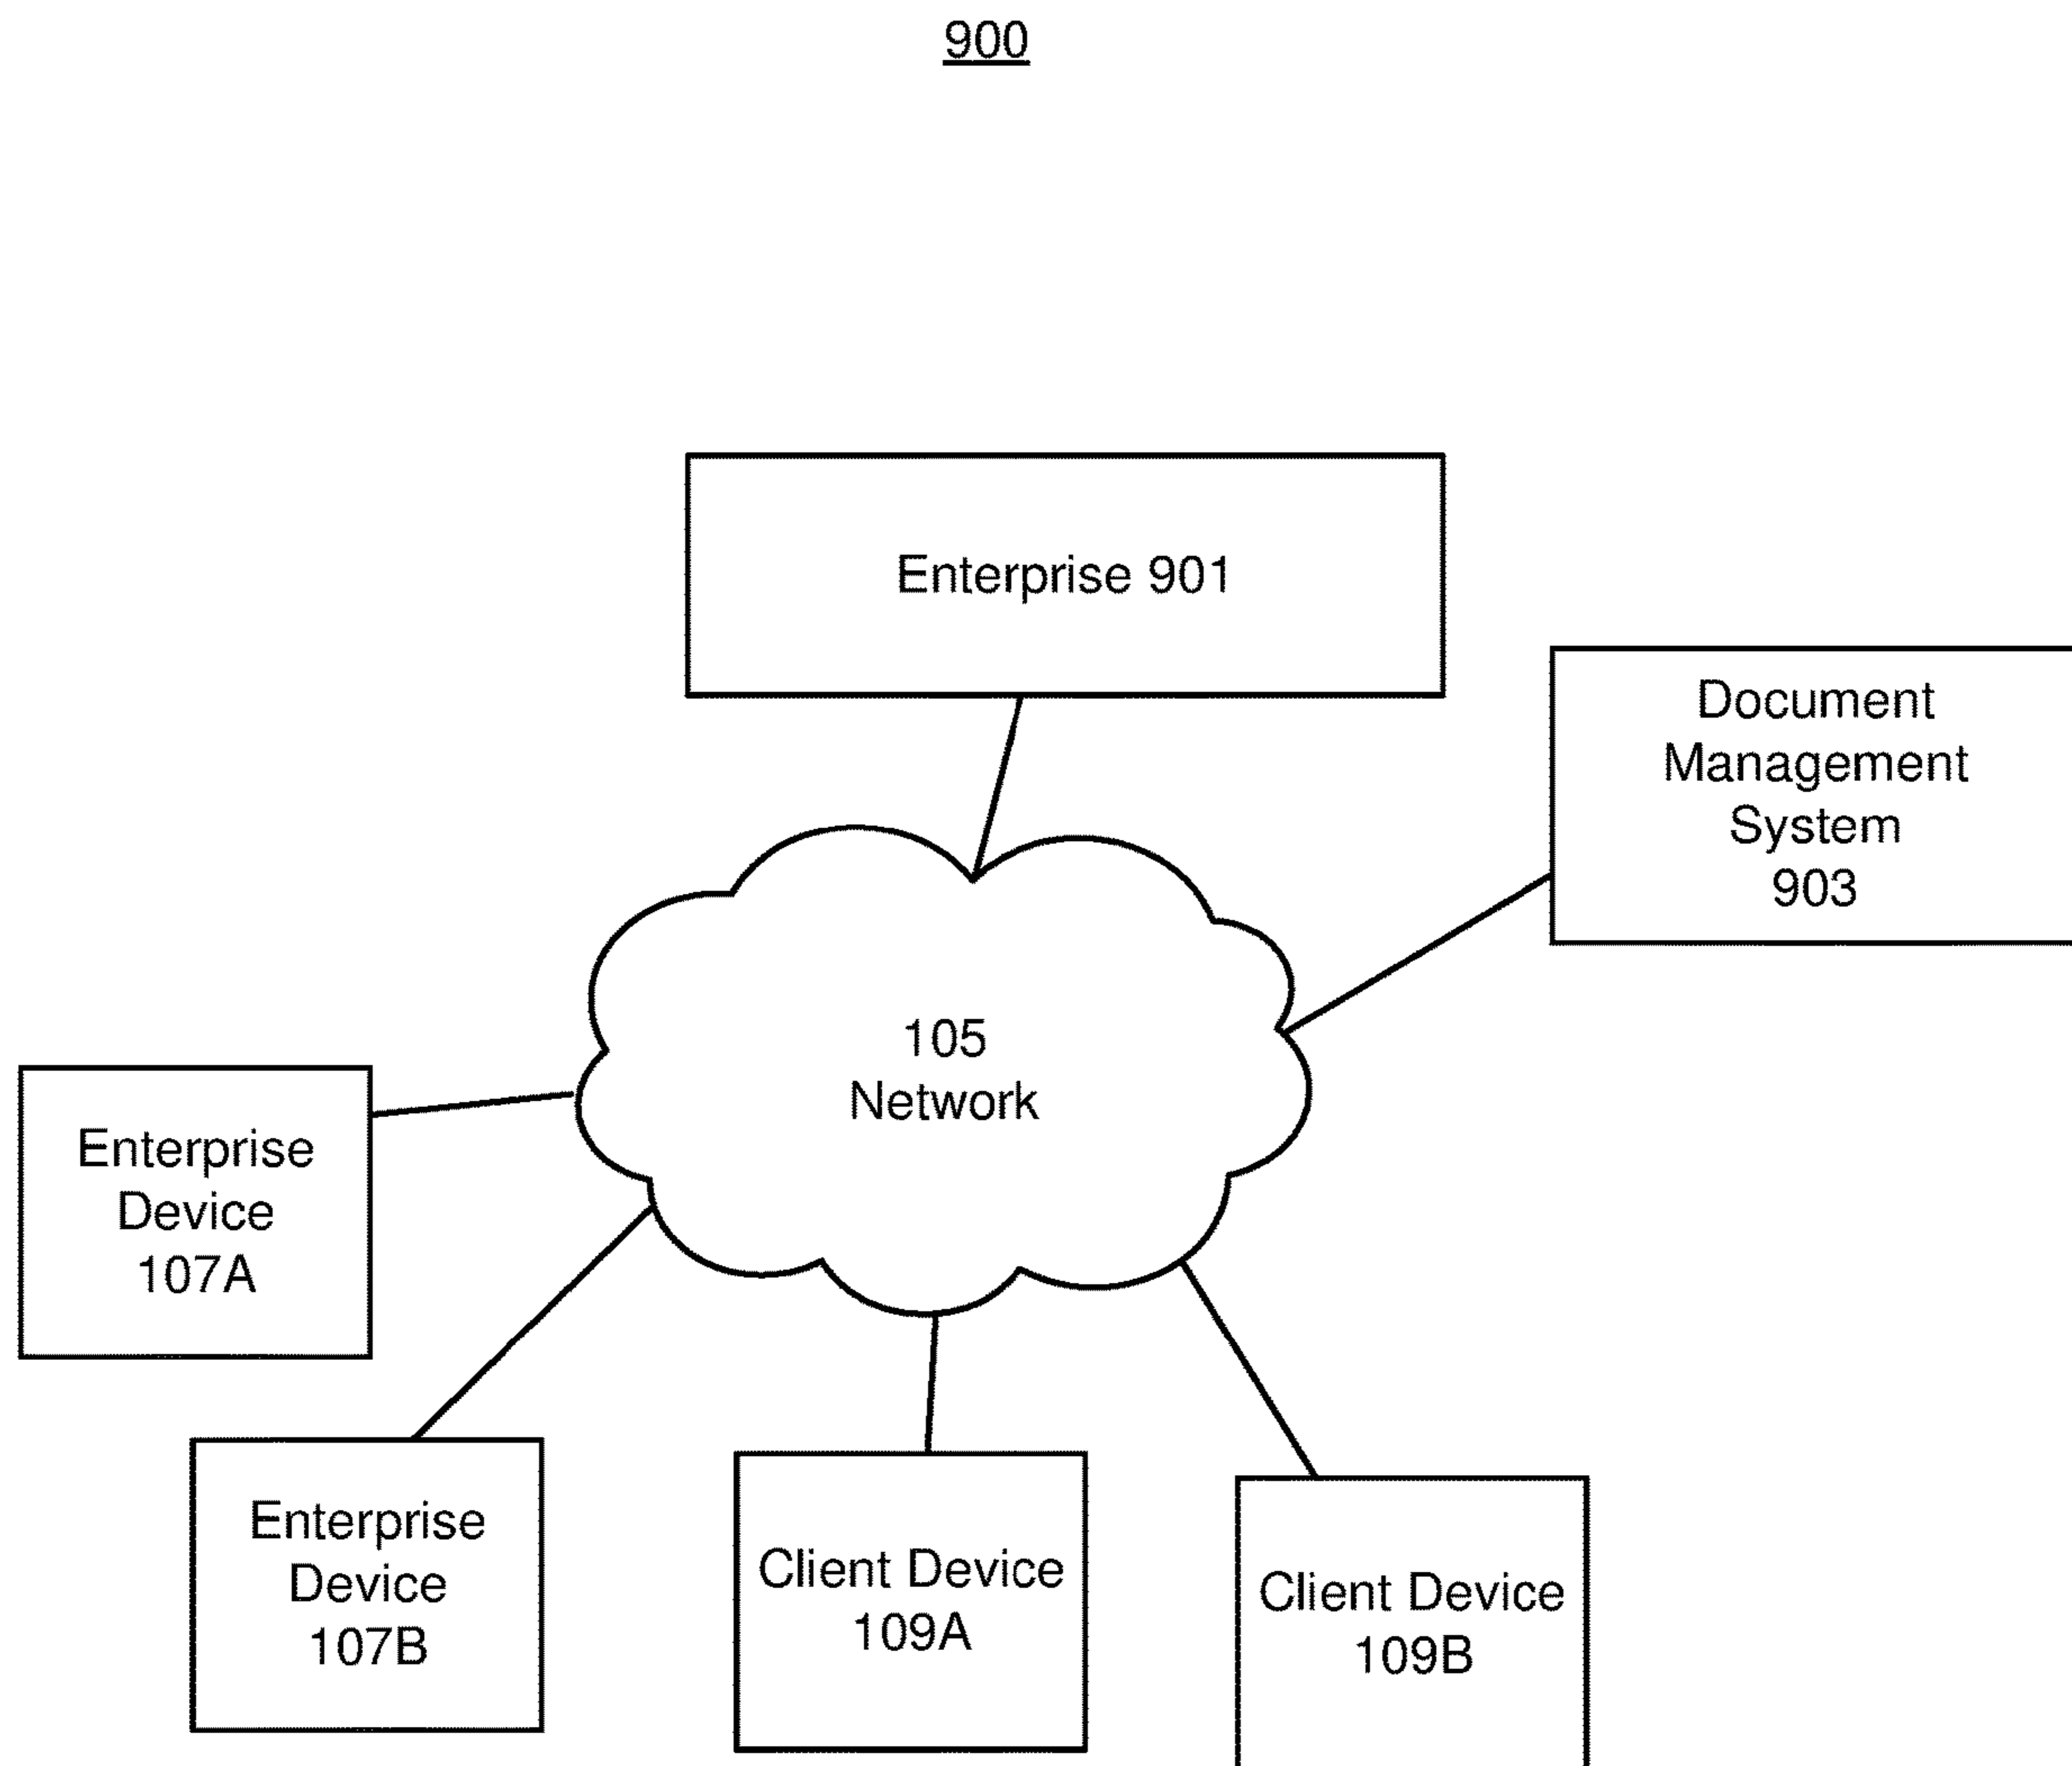 900
Enterprise 901
Document
Management
System
903
105
Network
Enterprise
Device
107A
Enterprise
Device
107B
Client Device
109A
Client Device
109B